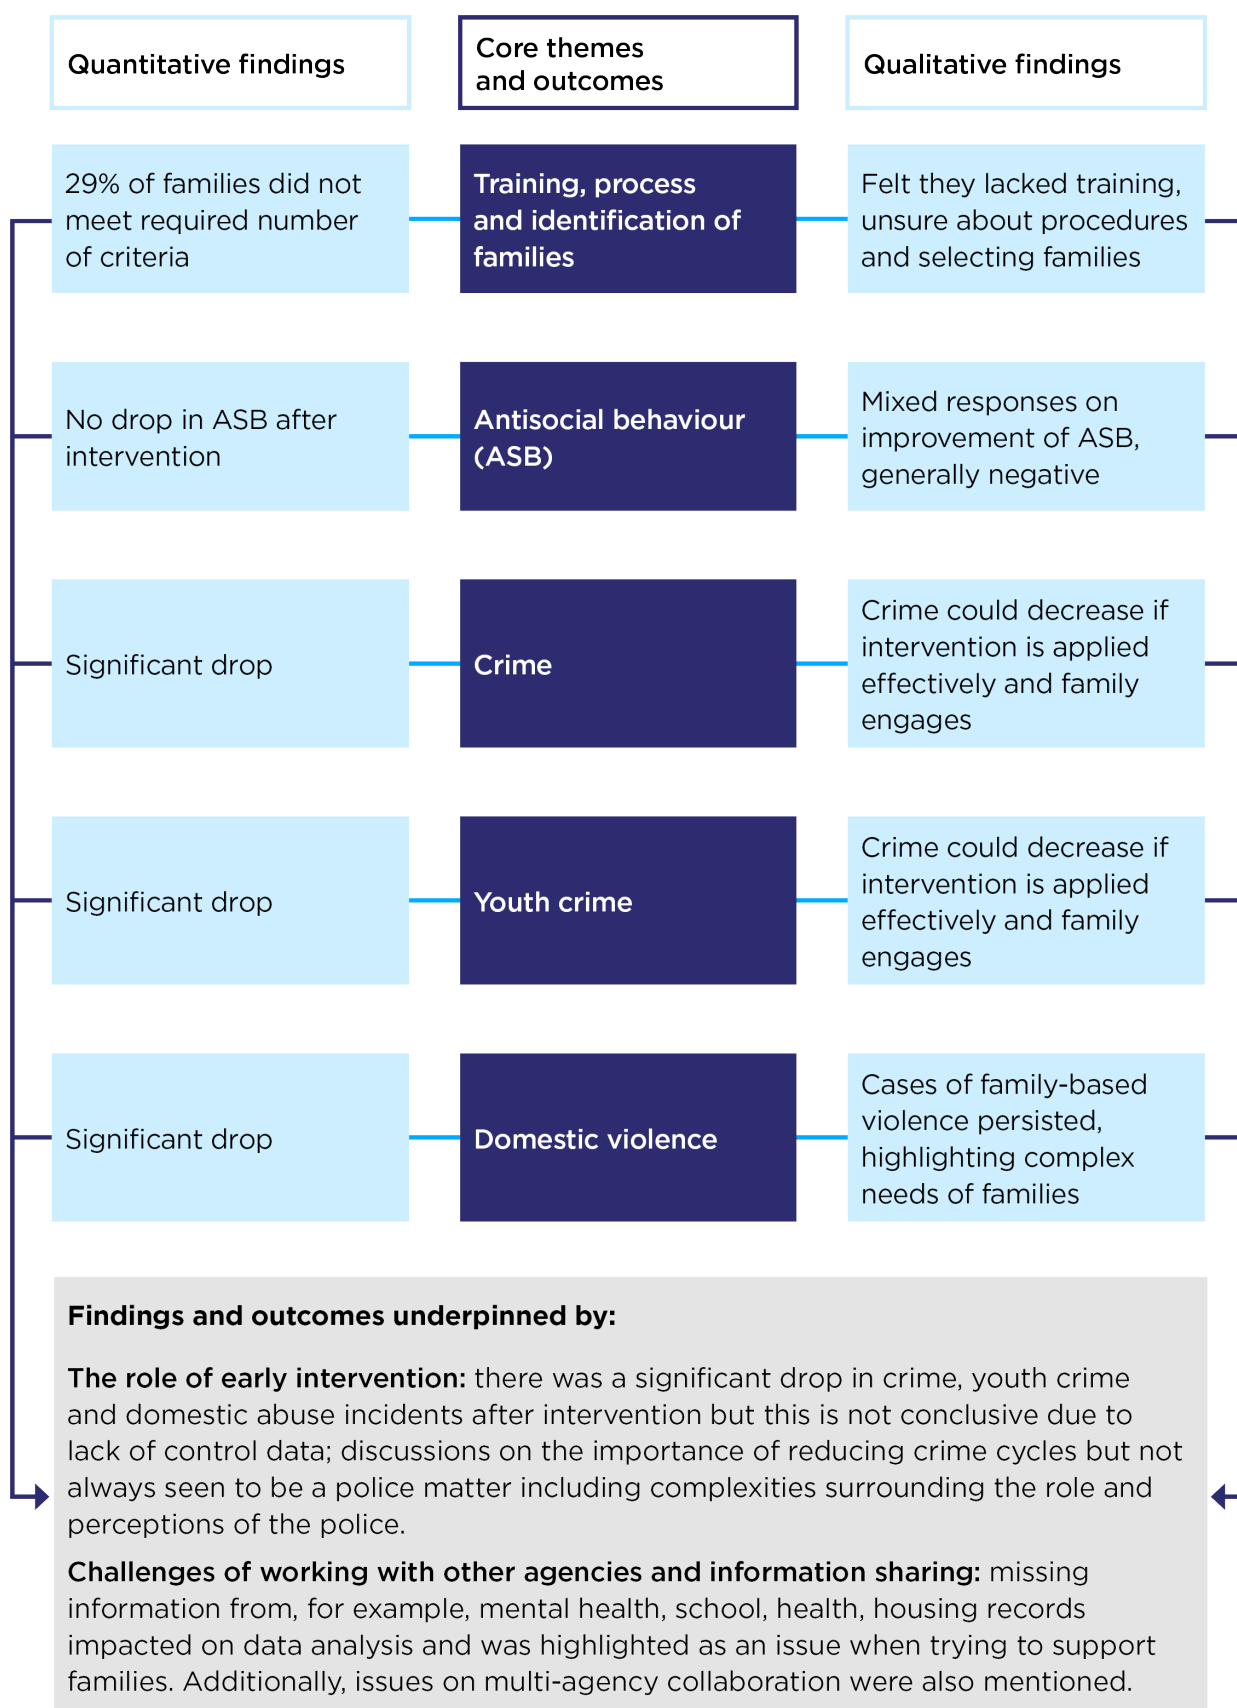 Quantitative findings
Core themes
and outcomes
Qualitative findings
29% of families did not
meet required number
of criteria
Training, process
and identification of
families
Felt they lacked training,
unsure about procedures
and selecting families
No drop in ASB after
intervention
Antisocial behaviour
(ASB)
Mixed responses on
improvement of ASB,
generally negative
Significant drop
Crime
Crime could decrease if
intervention is applied
effectively and family
engages
Significant drop
Youth crime
Crime could decrease if
intervention is applied
effectively and family
engages
Significant drop
Domestic violence
Cases of family-based
violence persisted,
highlighting complex
needs of families
Findings and outcomes underpinned by:
The role of early intervention: there was a significant drop in crime, youth crime
and domestic abuse incidents after intervention but this is not conclusive due to
lack of control data; discussions on the importance of reducing crime cycles but not
always seen to be a police matter including complexities surrounding the role and
perceptions of the police.
Challenges of working with other agencies and information sharing: missing
information from, for example, mental health, school, health, housing records
impacted on data analysis and was highlighted as an issue when trying to support
families. Additionally, issues on multi-agency collaboration were also mentioned.